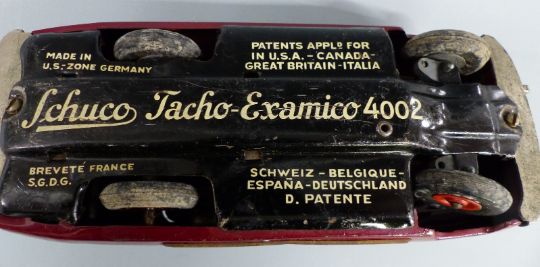 MADE IN
U.S.-ZONE GERMANY
PATENTS APPLD FOR
IN U.S.A. - CANADA-
GREAT BRITAIN-ITALIA
Schuco Tacho-Examico 4002
BREVETÉ FRANCE
S.G.D.G.
SCHWEIZ - BELGIQUE-
ESPAÑA-DEUTSCHLAND
D. PATENTE